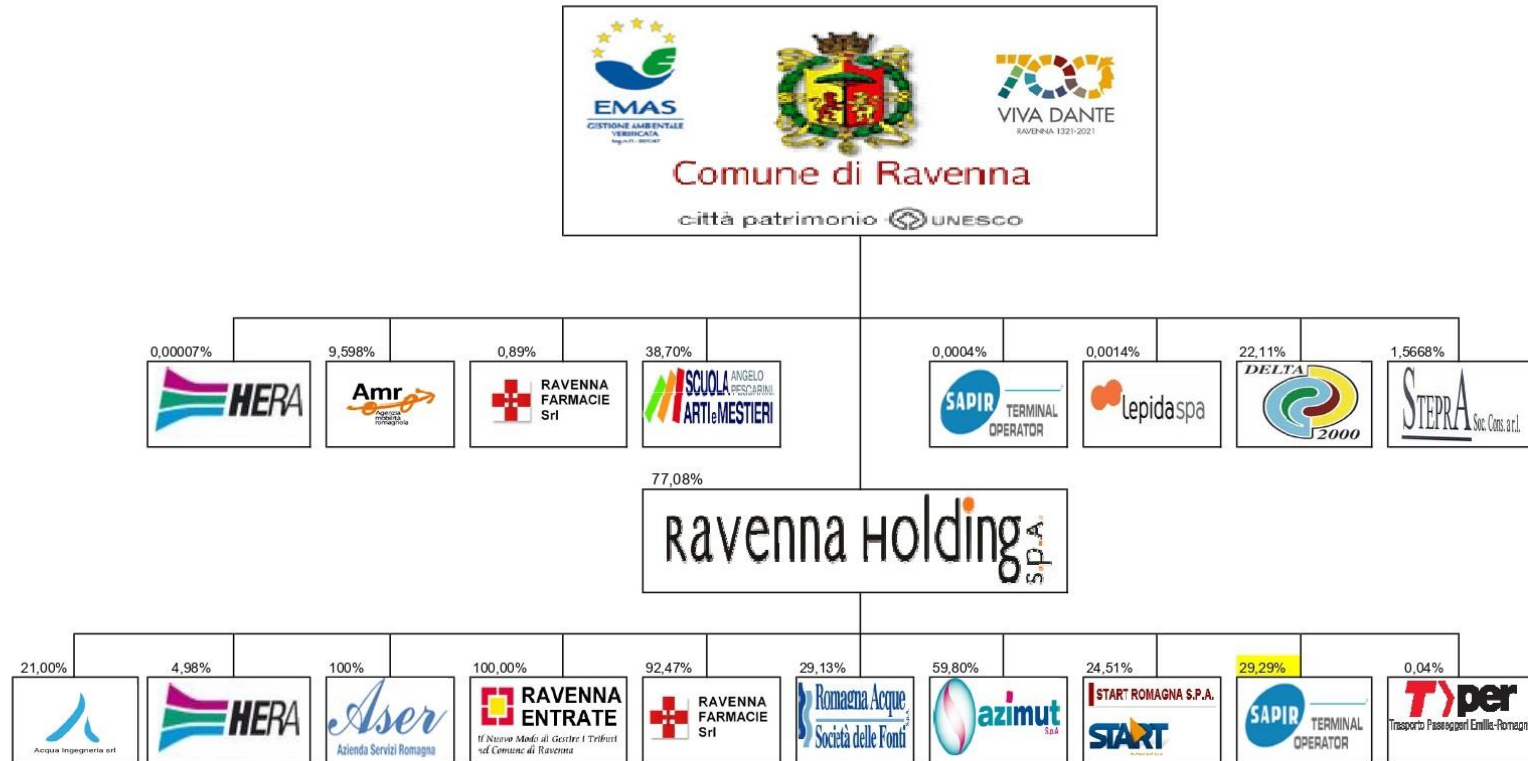 EMAS
GESTIONE AMBIENTALE
VERIFICATA
700
VIVA DANTE
RAVENNA 1321-2021
Comune di Ravenna
città patrimonio UNESCO
0,00007%
9,598%
0,89%
38,70%
0,0004%
0,0014%
22,11%
1,5668%
HERA
Amr
Agenzia
mobilità
romagnola
RAVENNA
FARMACIE
Srl
SCUOLA ANGELO
PESCARINI
ARTIeMESTIERI
SAPIR
TERMINAL
OPERATOR
lepidaspa
DELTA
2000
STEPRA Soc. Cons. a r.l.
77,08%
Ravenna Holding S.p.A.
21,00%
4,98%
100%
100,00%
92,47%
29,13%
59,80%
24,51%
29,29%
0,04%
Acqua Ingegneria srl
HERA
Aser
Azienda Servizi Romagna
RAVENNA
ENTRATE
Il Nuovo Modo di Gestire i Tributi
nel Comune di Ravenna
RAVENNA
FARMACIE
Srl
Romagna Acque
Società delle Fonti
S.p.A.
azimut
S.p.A
START ROMAGNA S.P.A.
START
SAPIR
TERMINAL
OPERATOR
Tper
Trasporto Passeggeri Emilia-Romagna